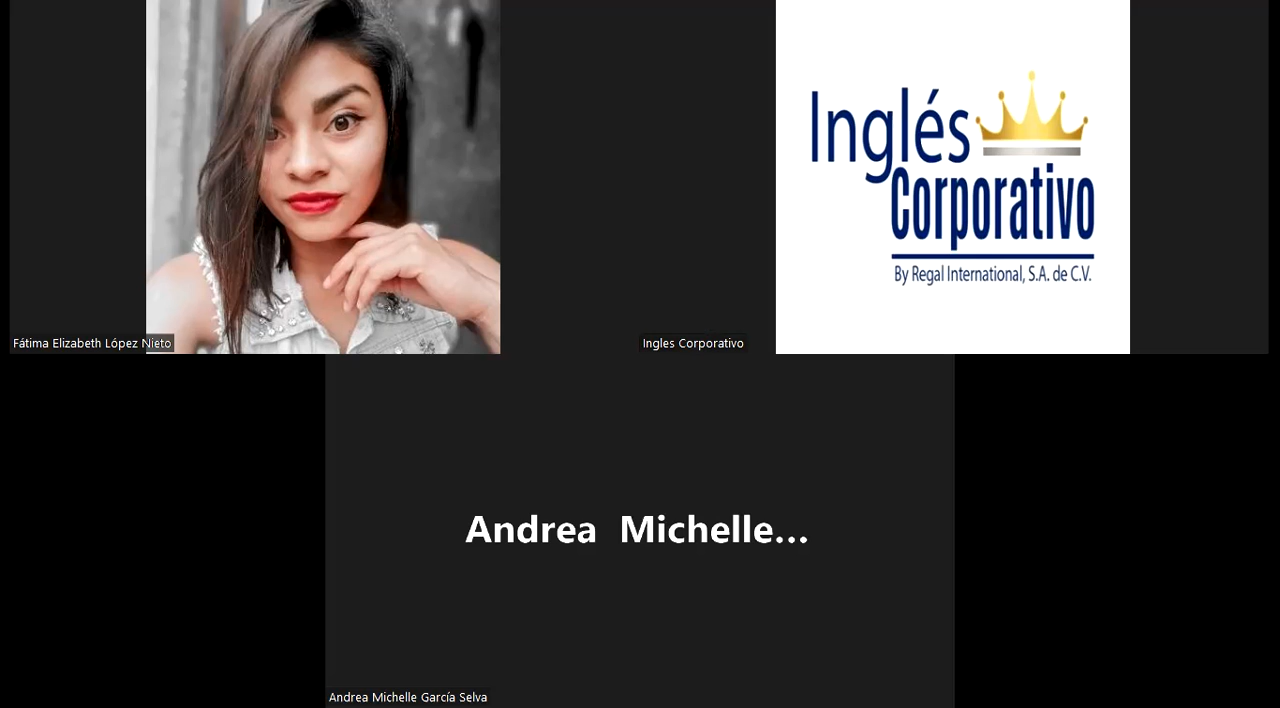 Inglés
Corporativo
By Regal International, S.A. de C.V.
Fátima Elizabeth López Nieto
Ingles Corporativo
Andrea Michelle...
Andrea Michelle García Selva